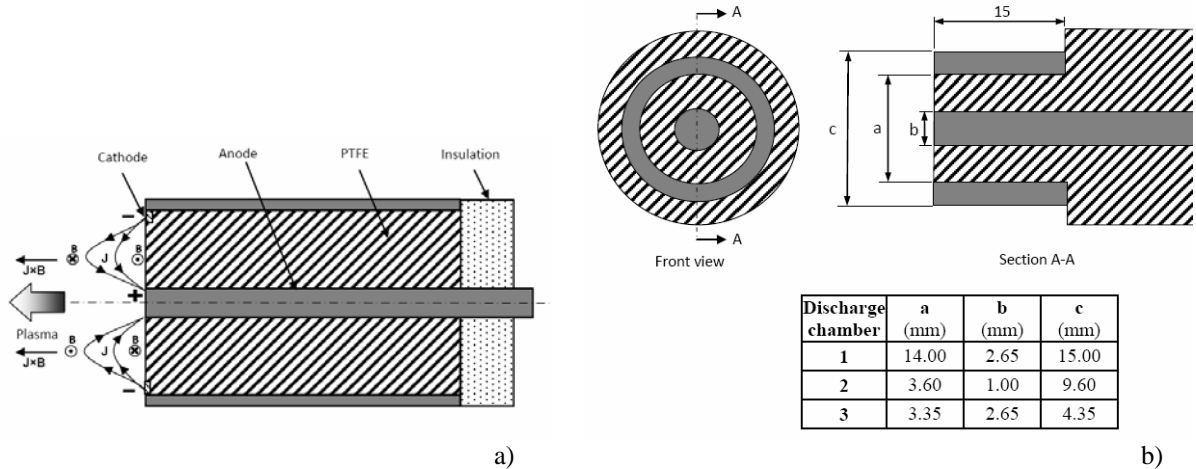 Cathode
Anode
PTFE
Insulation
−
B
B
J
J×B
+
Plasma
B
B
J
J×B
−
a)
A
A
Front view
15
c
a
b
Section A-A
Discharge chamber a (mm) b (mm) c (mm)
1 14.00 2.65 15.00
2 3.60 1.00 9.60
3 3.35 2.65 4.35
b)